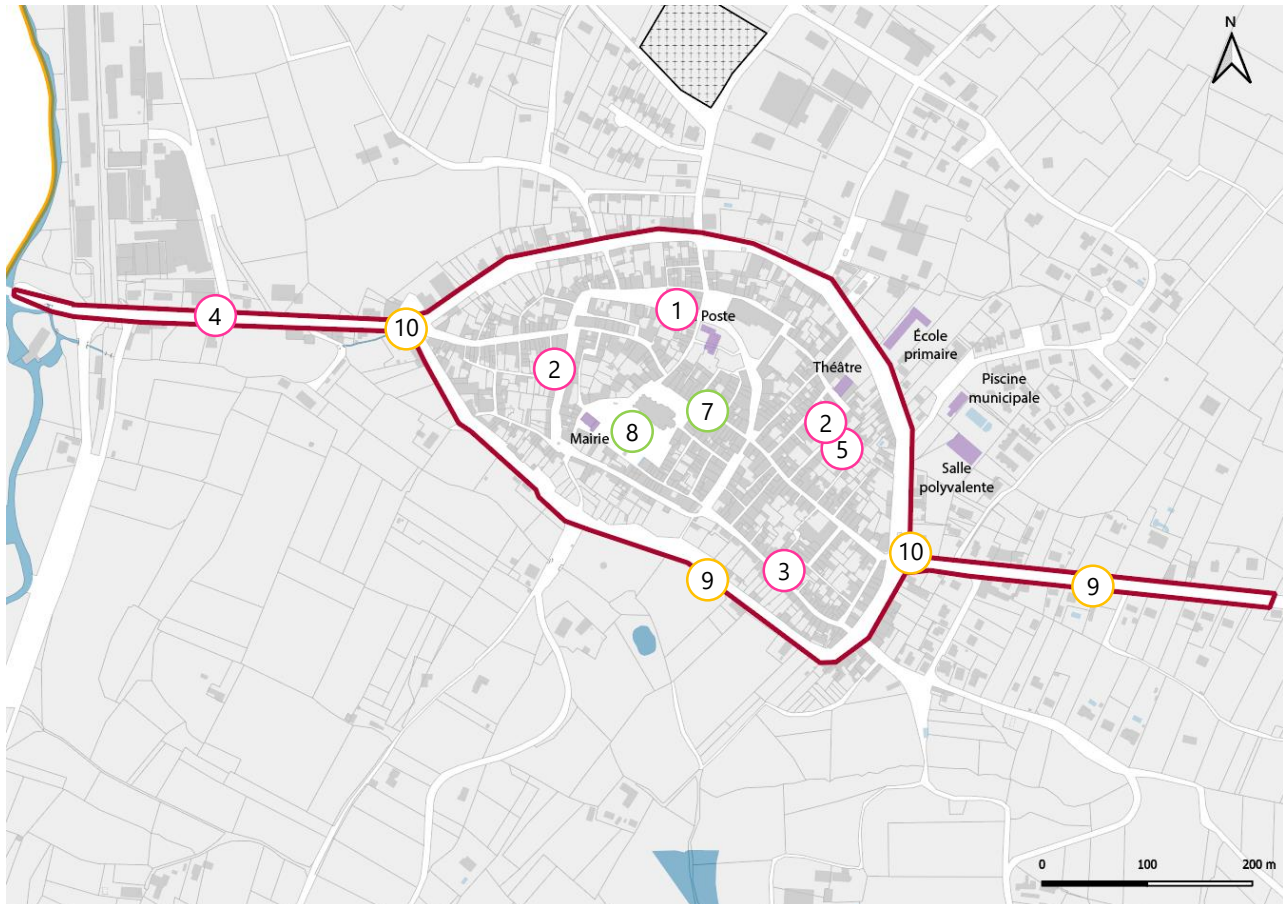 N
1
Poste
École
primaire
4
10
2
Théâtre
Piscine
municipale
7
2
Mairie
8
5
Salle
polyvalente
10
3
9
9
0
100
200 m